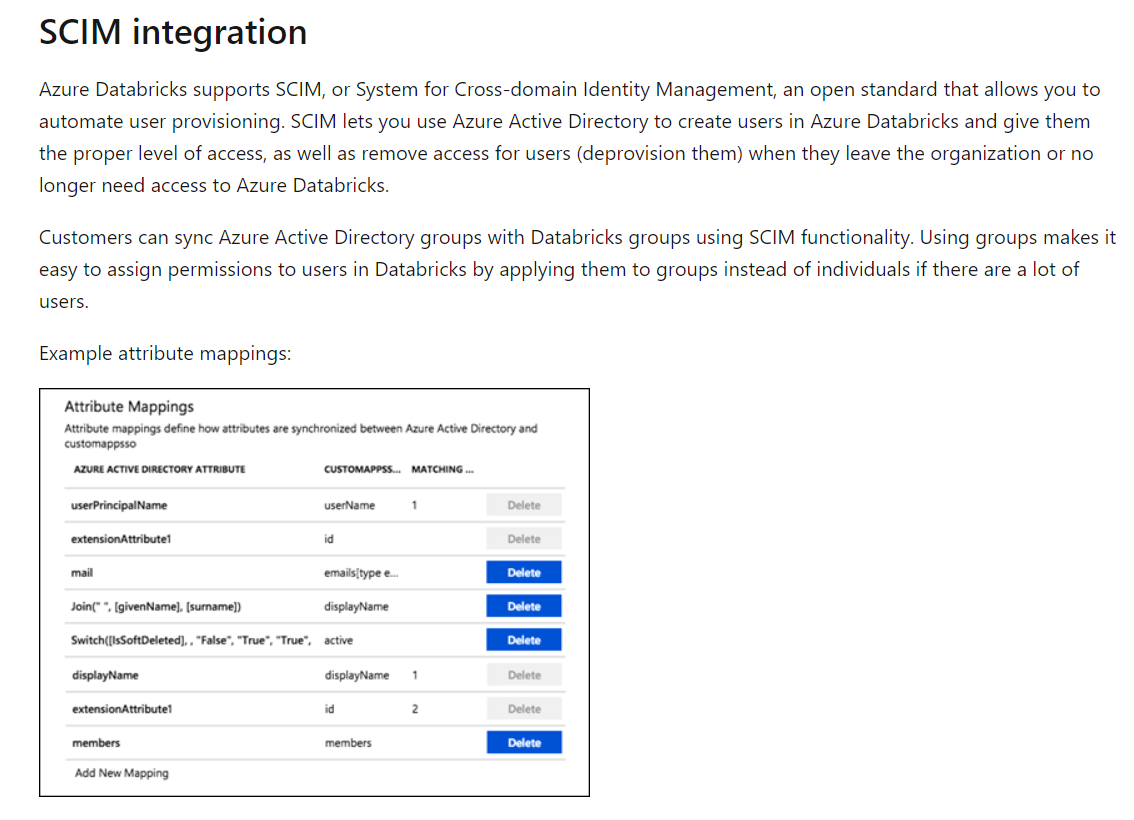 SCIM integration
Azure Databricks supports SCIM, or System for Cross-domain Identity Management, an open standard that allows you to
automate user provisioning. SCIM lets you use Azure Active Directory to create users in Azure Databricks and give them
the proper level of access, as well as remove access for users (deprovision them) when they leave the organization or no
longer need access to Azure Databricks.
Customers can sync Azure Active Directory groups with Databricks groups using SCIM functionality. Using groups makes it
easy to assign permissions to users in Databricks by applying them to groups instead of individuals if there are a lot of
users.
Example attribute mappings:
Attribute Mappings
Attribute mappings define how attributes are synchronized between Azure Active Directory and
customappsso
AZURE ACTIVE DIRECTORY ATTRIBUTE CUSTOMAPPSS... MATCHING ...
userPrincipalName userName 1 Delete
extensionAttribute1 id Delete
mail emails[type e... Delete
Join(" ", [givenName], [surname]) displayName Delete
Switch([IsSoftDeleted], , "False", "True", "True", active Delete
displayName displayName 1 Delete
extensionAttribute1 id 2 Delete
members members Delete
Add New Mapping